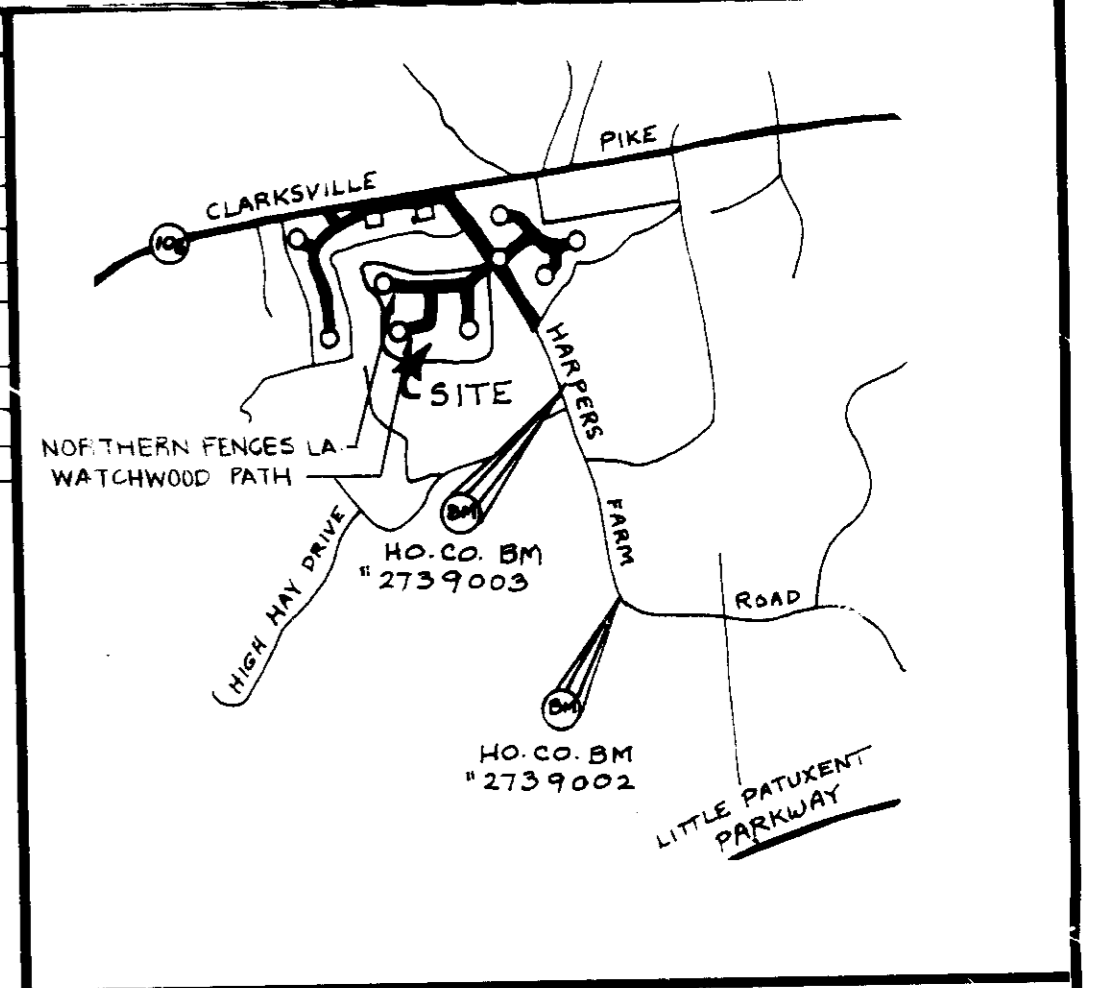 CLARKSVILLE PIKE
HARPERS FARM ROAD
SITE
NORTHERN FENCES LA.
WATCHWOOD PATH
HIGH HAY DRIVE
BM
HO. CO. BM
"2739003
BM
HO. CO. BM
"2739002
LITTLE PATUXENT
PARKWAY